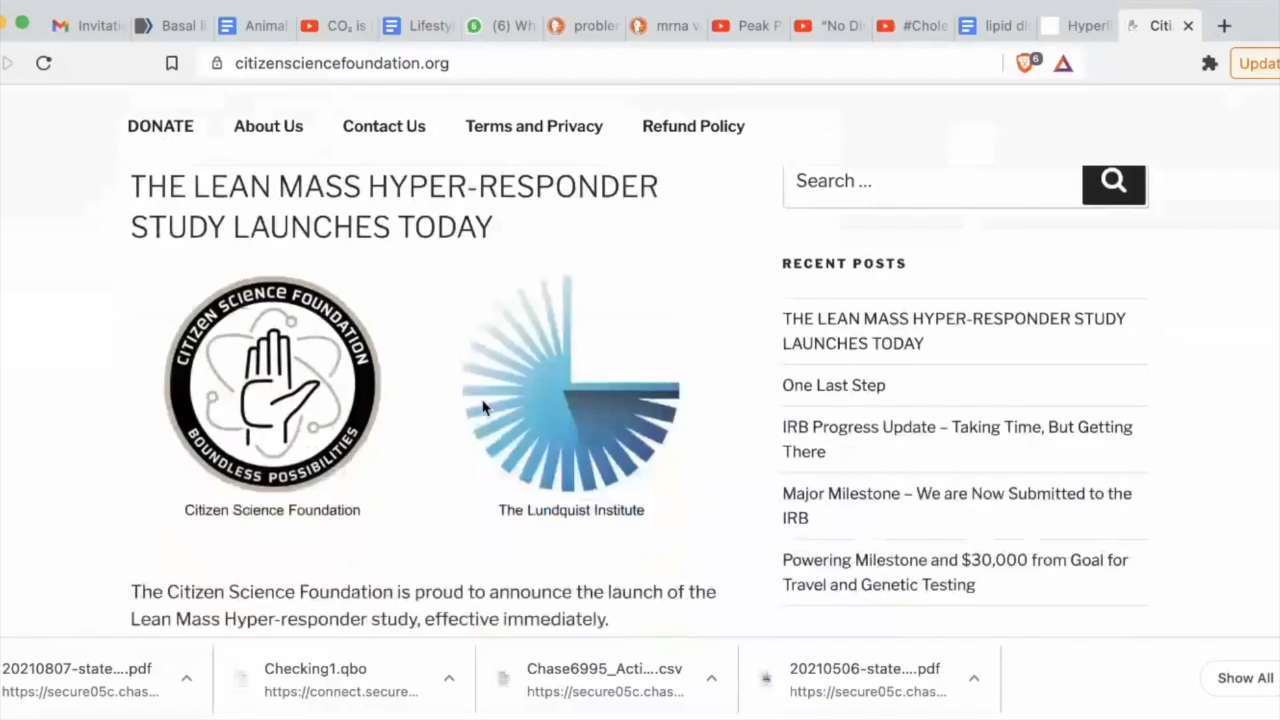 Invitati
Basal li
Animal
CO₂ is
Lifesty
(6) Wh
probler
mrna v
Peak P
"No Di
#Chole
lipid di
Hyperli
Citi
citizensciencefoundation.org
6
Updat
DONATE
About Us
Contact Us
Terms and Privacy
Refund Policy
THE LEAN MASS HYPER-RESPONDER
STUDY LAUNCHES TODAY
CITIZEN SCIENCE FOUNDATION
BOUNDLESS POSSIBILITIES
Citizen Science Foundation
The Lundquist Institute
The Citizen Science Foundation is proud to announce the launch of the
Lean Mass Hyper-responder study, effective immediately.
Search ...
RECENT POSTS
THE LEAN MASS HYPER-RESPONDER STUDY
LAUNCHES TODAY
One Last Step
IRB Progress Update – Taking Time, But Getting
There
Major Milestone – We are Now Submitted to the
IRB
Powering Milestone and $30,000 from Goal for
Travel and Genetic Testing
20210807-state....pdf
https://secure05c.chas...
Checking1.qbo
https://connect.secure...
Chase6995_Acti....csv
https://secure05c.chas...
20210506-state....pdf
https://secure05c.chas...
Show All